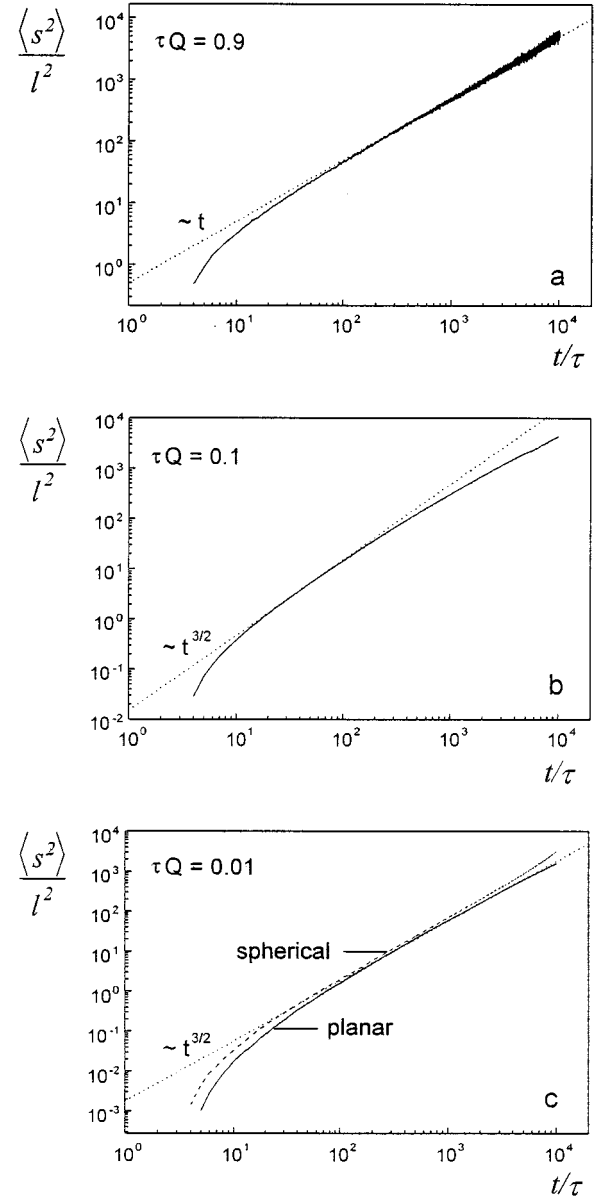 ⟨s²⟩
l²
τQ = 0.9
10⁴
10³
10²
10¹
10⁰
~ t
a
10⁰ 10¹ 10² 10³ 10⁴
t/τ
⟨s²⟩
l²
τQ = 0.1
10⁴
10³
10²
10¹
10⁰
10⁻¹
10⁻²
~ t³/²
b
10⁰ 10¹ 10² 10³ 10⁴
t/τ
⟨s²⟩
l²
τQ = 0.01
10⁴
10³
10²
10¹
10⁰
10⁻¹
10⁻²
10⁻³
spherical
planar
~ t³/²
c
10⁰ 10¹ 10² 10³ 10⁴
t/τ